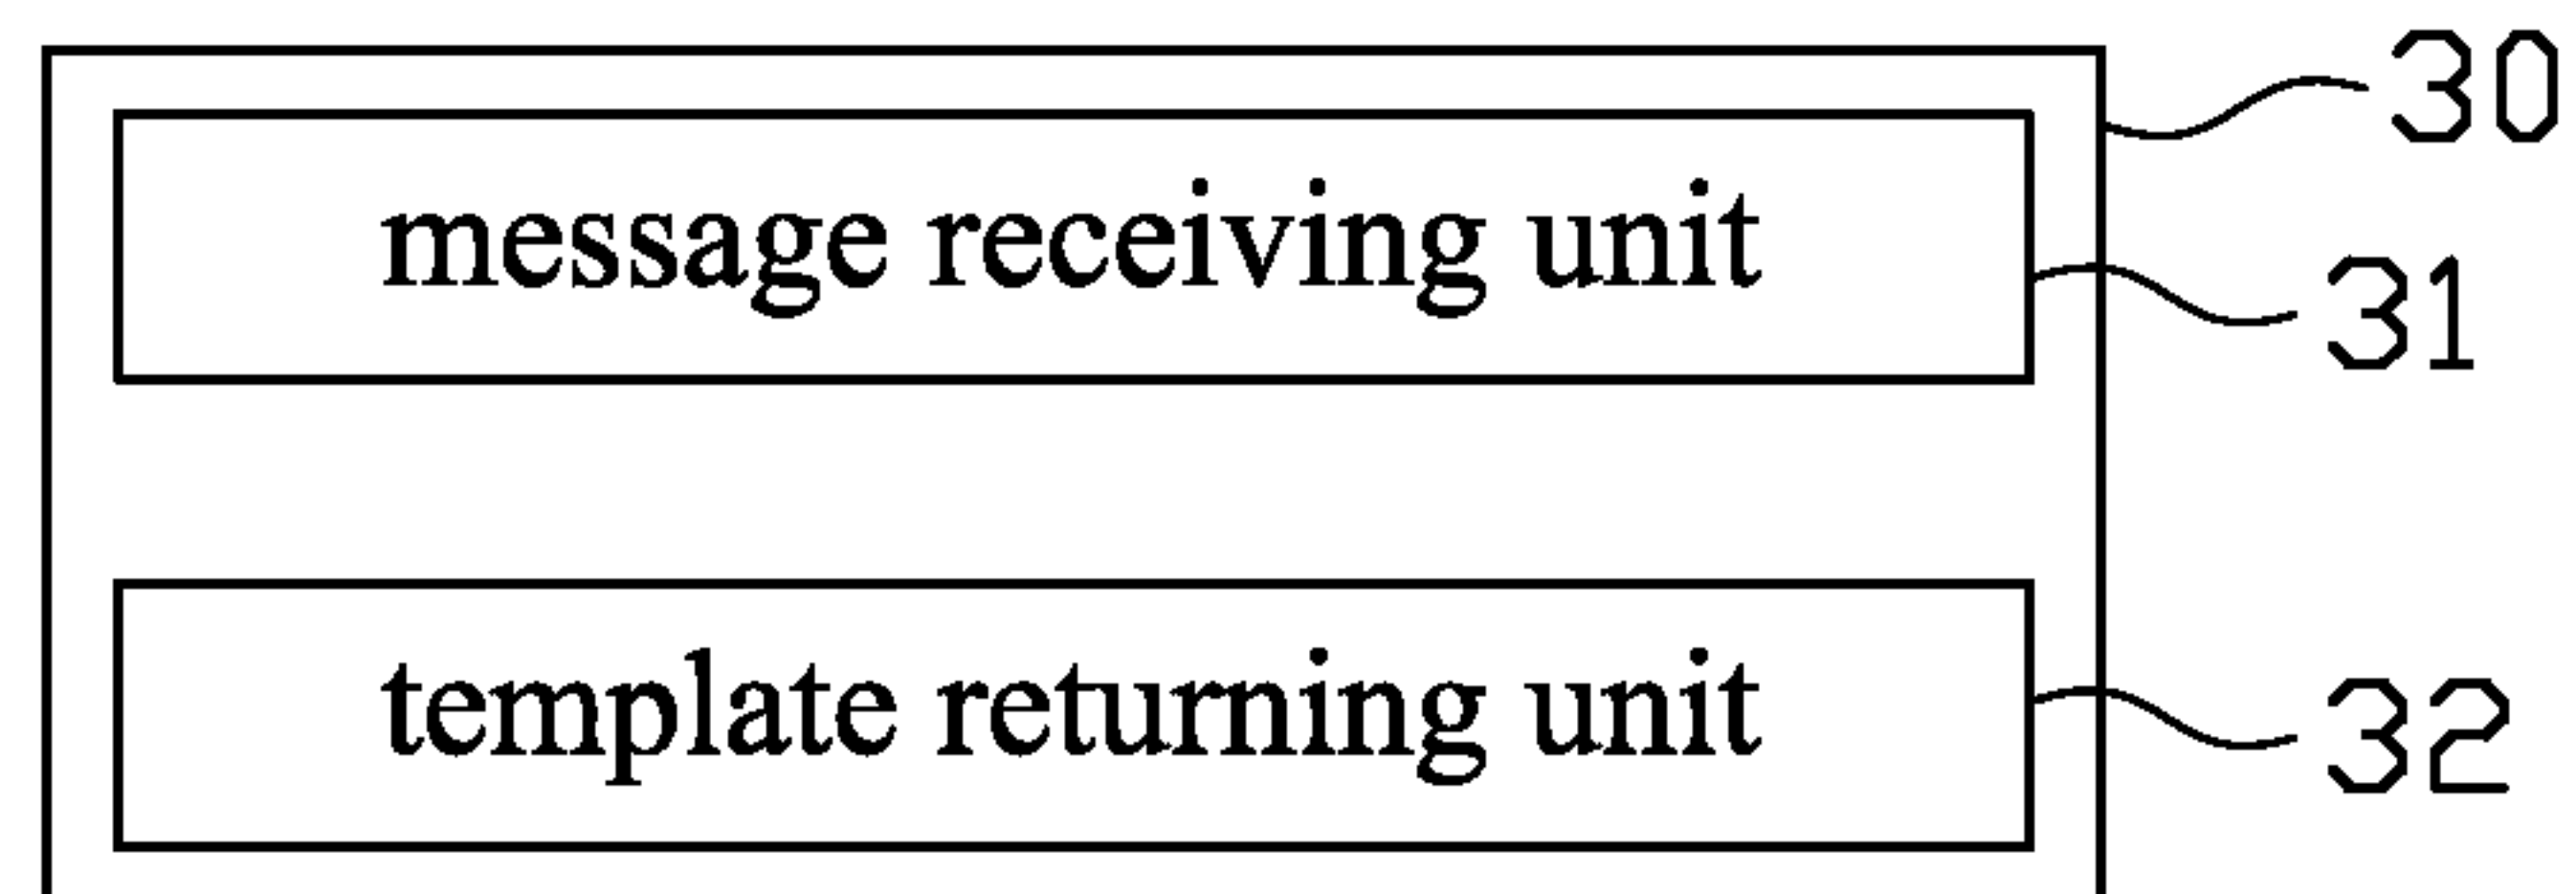 30
message receiving unit
31
template returning unit
32